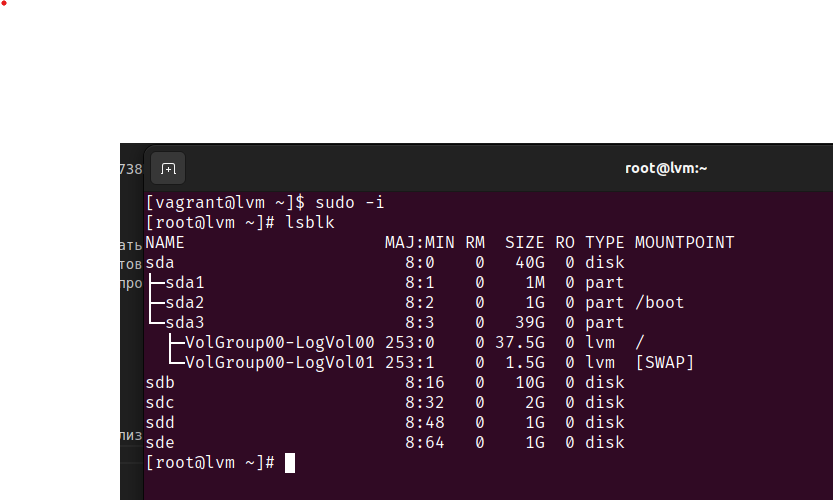 root@lvm:~
738
[vagrant@lvm ~]$ sudo -i
[root@lvm ~]# lsblk
NAME                    MAJ:MIN RM  SIZE RO TYPE MOUNTPOINT
ать
sda                       8:0    0   40G  0 disk
тов
├─sda1                    8:1    0    1M  0 part
про
├─sda2                    8:2    0    1G  0 part /boot
└─sda3                    8:3    0   39G  0 part
  ├─VolGroup00-LogVol00 253:0    0 37.5G  0 lvm  /
  └─VolGroup00-LogVol01 253:1    0  1.5G  0 lvm  [SWAP]
sdb                       8:16   0   10G  0 disk
sdc                       8:32   0    2G  0 disk
sdd                       8:48   0    1G  0 disk
лиз
sde                       8:64   0    1G  0 disk
[root@lvm ~]#